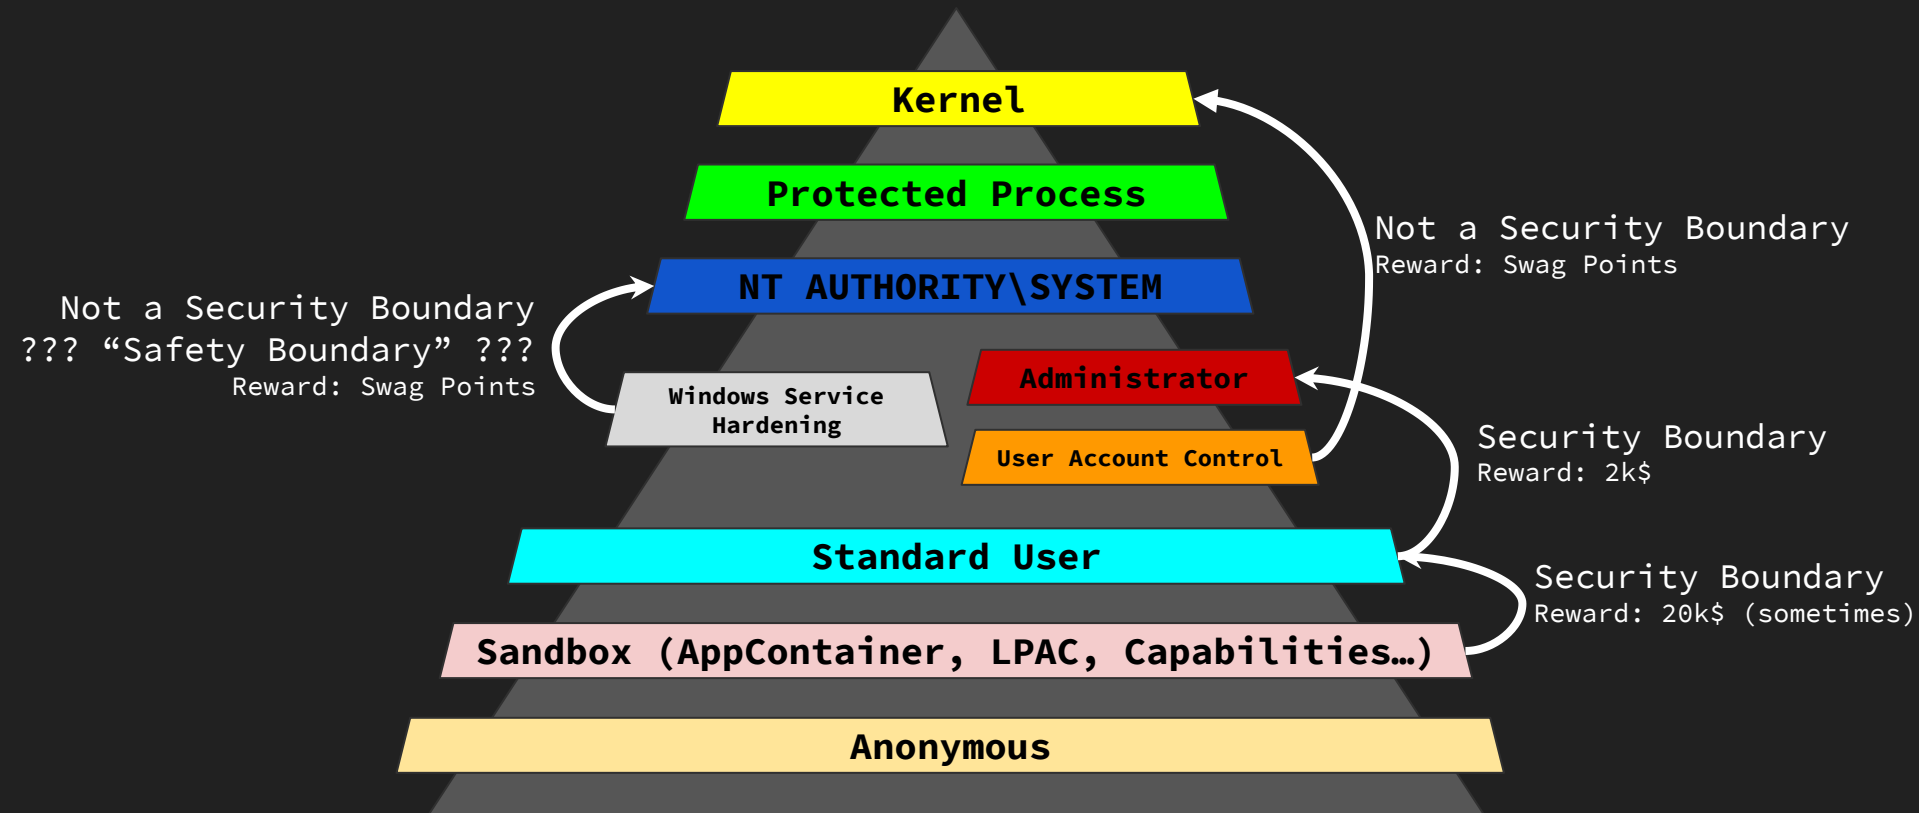 Kernel
Protected Process
Not a Security Boundary
Reward: Swag Points
NT AUTHORITY\SYSTEM
Not a Security Boundary
??? “Safety Boundary” ???
Reward: Swag Points
Windows Service
Hardening
Administrator
User Account Control
Security Boundary
Reward: 2k$
Standard User
Security Boundary
Reward: 20k$ (sometimes)
Sandbox (AppContainer, LPAC, Capabilities…)
Anonymous